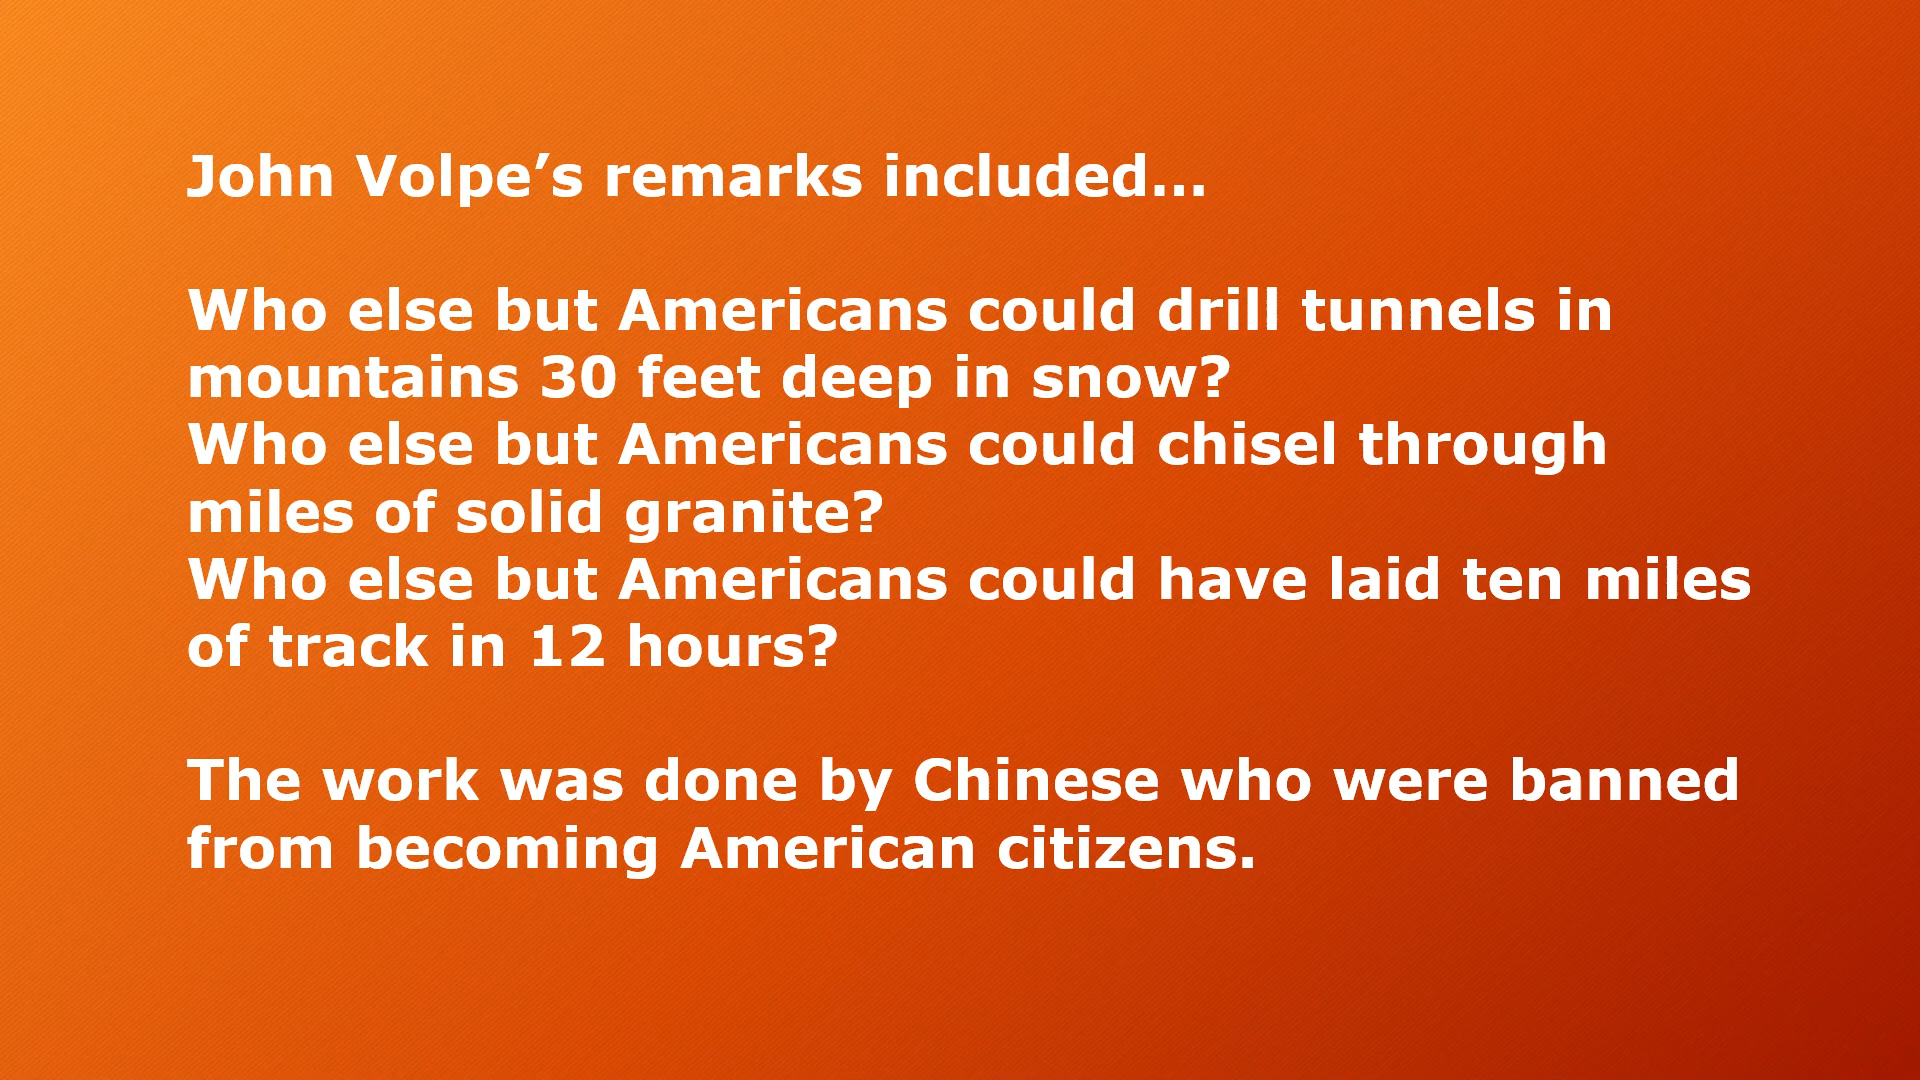 John Volpe’s remarks included…
Who else but Americans could drill tunnels in
mountains 30 feet deep in snow?
Who else but Americans could chisel through
miles of solid granite?
Who else but Americans could have laid ten miles
of track in 12 hours?
The work was done by Chinese who were banned
from becoming American citizens.